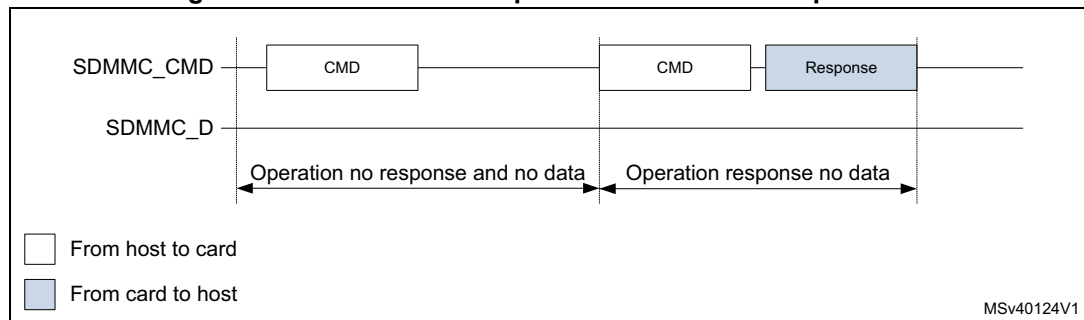 SDMMC_CMD
CMD
CMD
Response
SDMMC_D
Operation no response and no data
Operation response no data
From host to card
From card to host
MSv40124V1